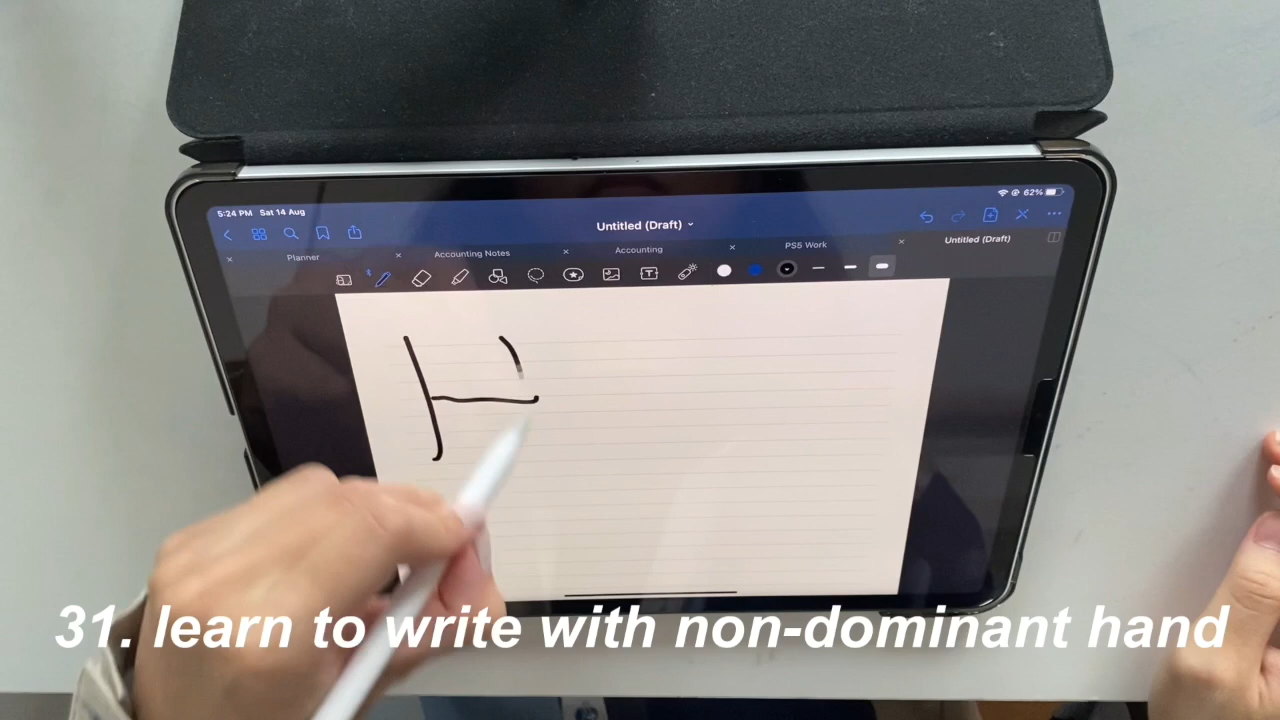 5:24 PM Sat 14 Aug
62%
Untitled (Draft)
Planner
Accounting Notes
Accounting
PS5 Work
Untitled (Draft)
31. learn to write with non-dominant hand